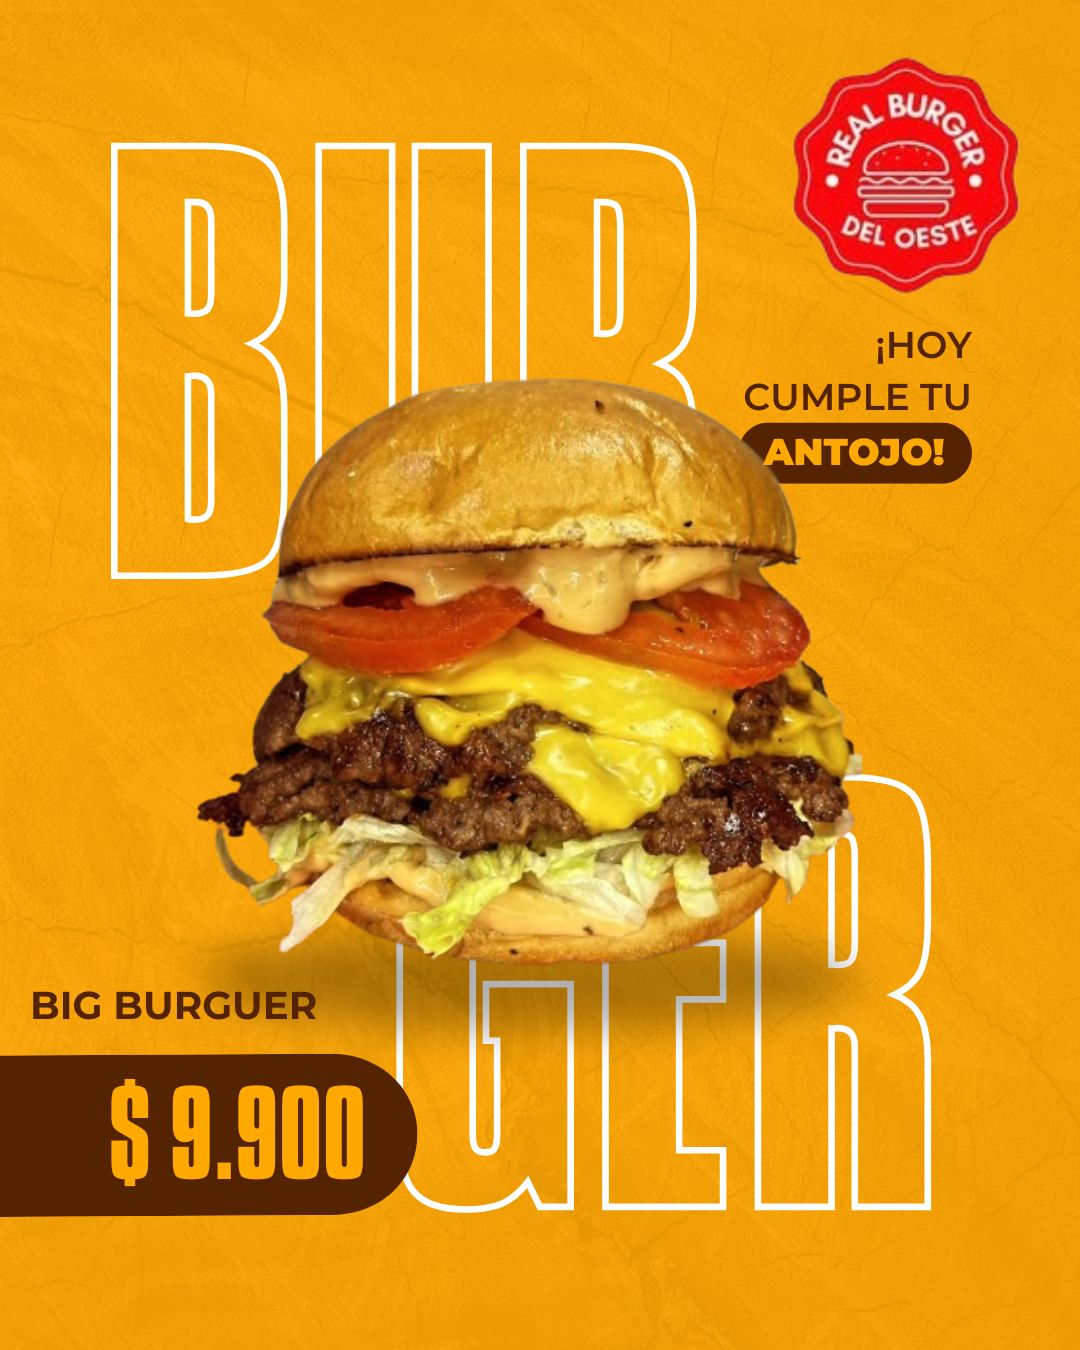 REAL BURGER
DEL OESTE
BUR
¡HOY
CUMPLE TU
ANTOJO!
GER
BIG BURGUER
$ 9.900